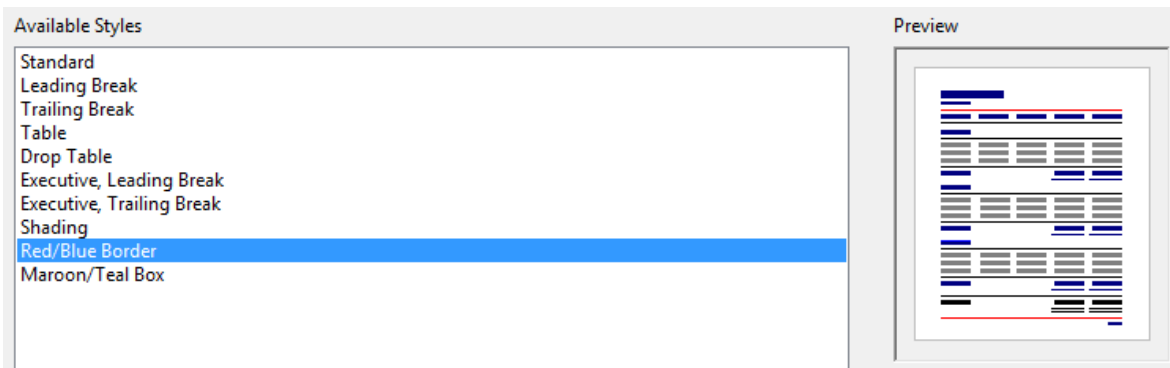 Available Styles
Preview
Standard
Leading Break
Trailing Break
Table
Drop Table
Executive, Leading Break
Executive, Trailing Break
Shading
Red/Blue Border
Maroon/Teal Box